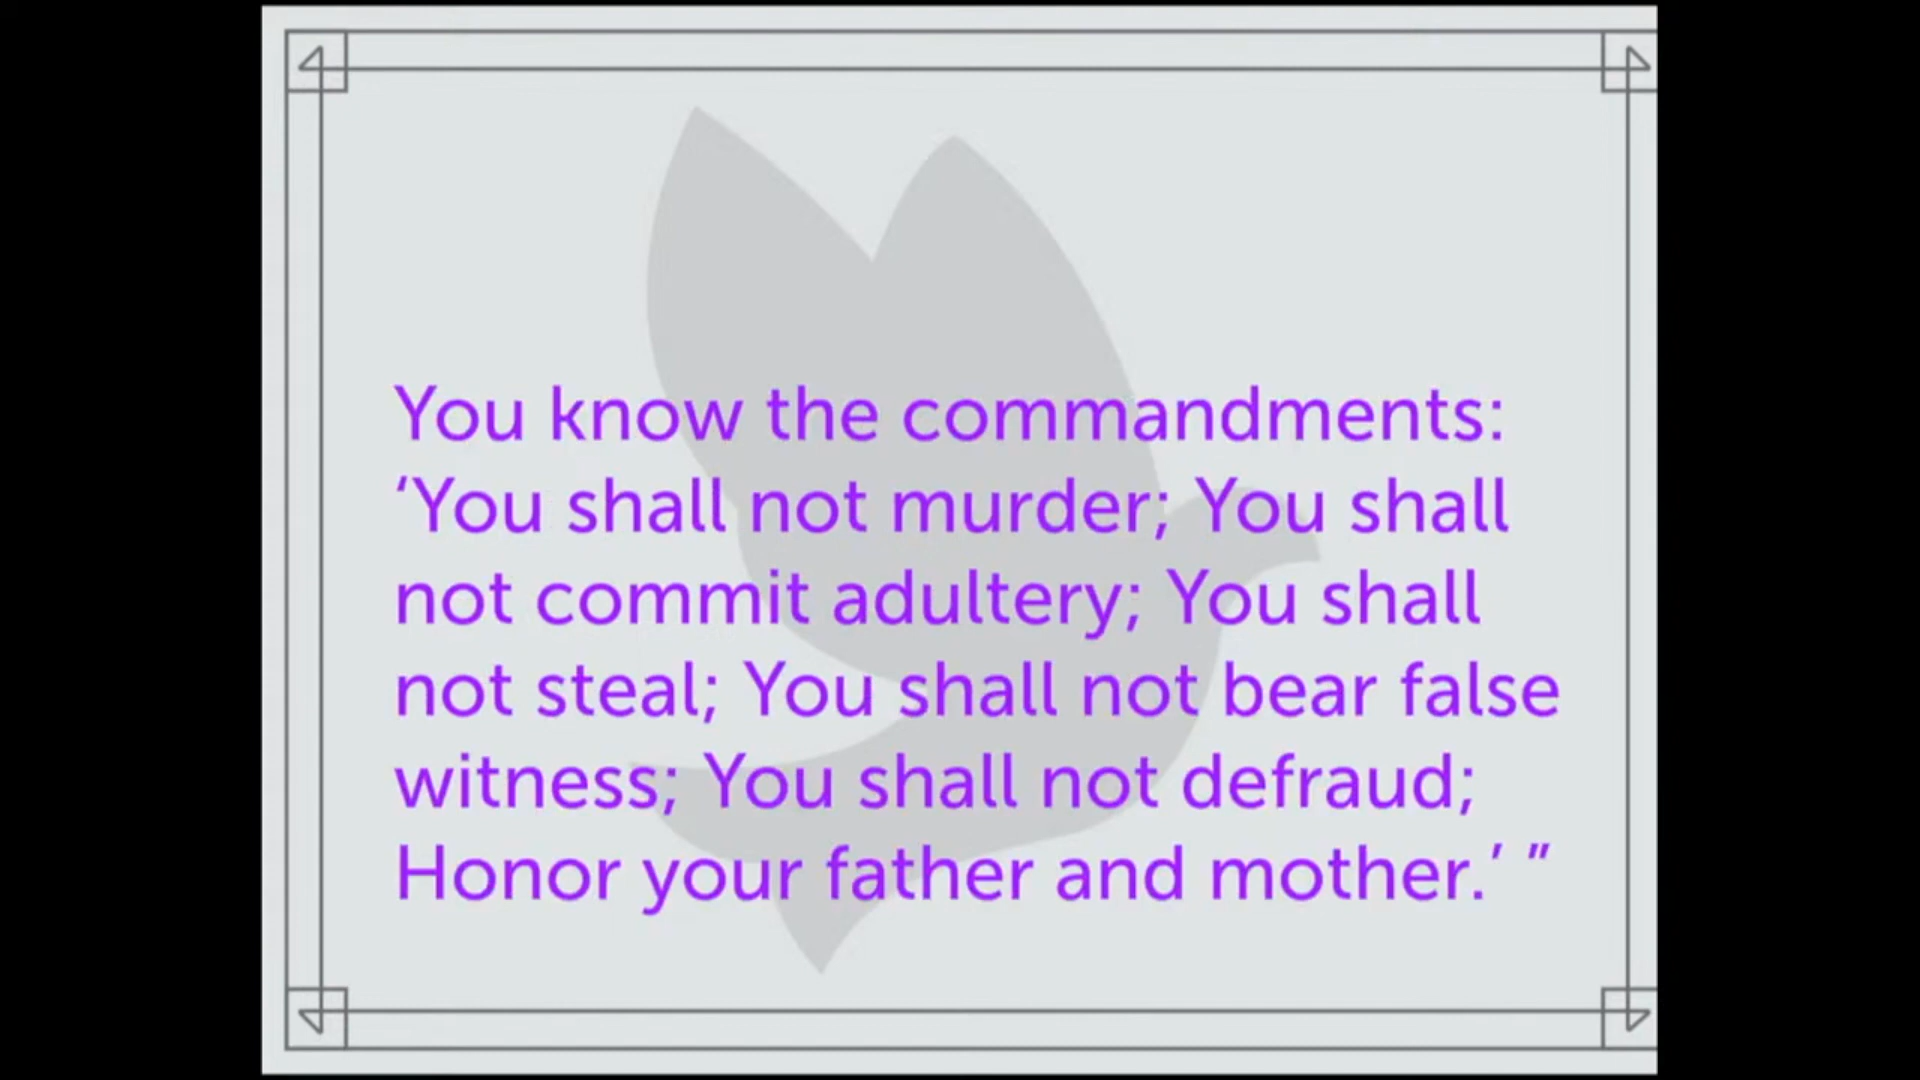 You know the commandments:
‘You shall not murder; You shall
not commit adultery; You shall
not steal; You shall not bear false
witness; You shall not defraud;
Honor your father and mother.’ ”